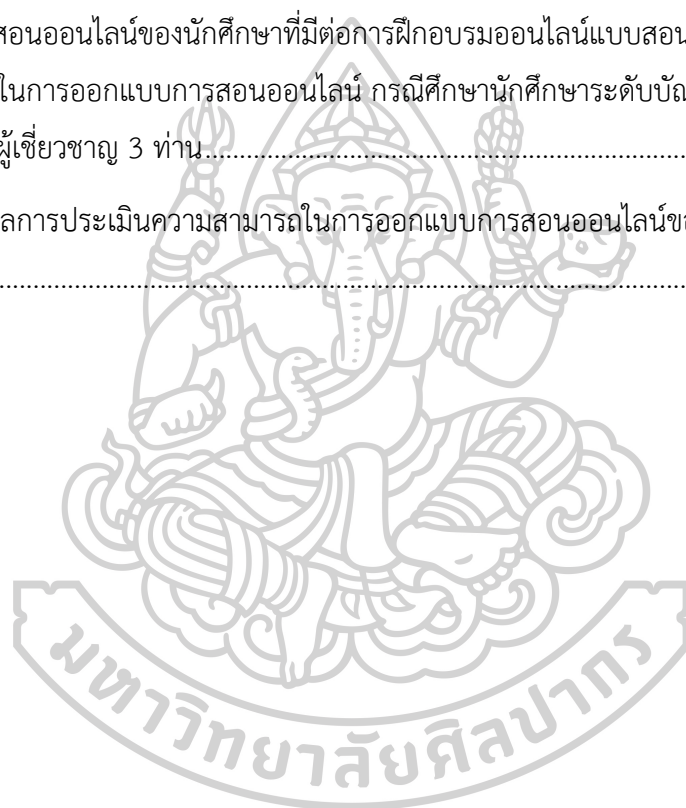 สอนออนไลน์ของนักศึกษาที่มีต่อการฝึกอบรมออนไลน์แบบสอน
ในการออกแบบการสอนออนไลน์ กรณีศึกษานักศึกษาระดับบัณ
ผู้เชี่ยวชาญ 3 ท่าน
ลการประเมินความสามารถในการออกแบบการสอนออนไลน์ขอ
มหาวิทยาลัยศิลปากร